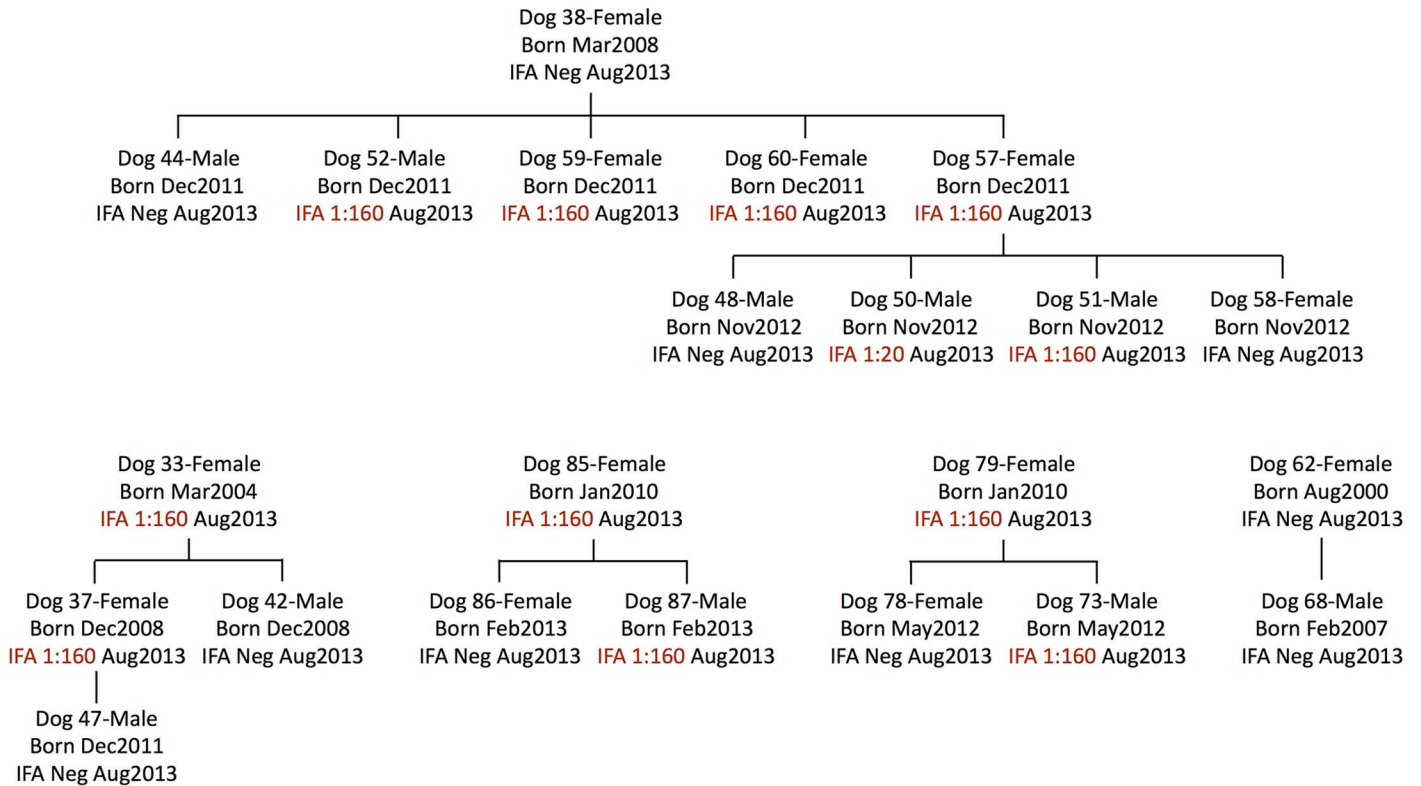 Dog 38-Female
Born Mar2008
IFA Neg Aug2013
Dog 44-Male
Born Dec2011
IFA Neg Aug2013
Dog 52-Male
Born Dec2011
IFA 1:160 Aug2013
Dog 59-Female
Born Dec2011
IFA 1:160 Aug2013
Dog 60-Female
Born Dec2011
IFA 1:160 Aug2013
Dog 57-Female
Born Dec2011
IFA 1:160 Aug2013
Dog 48-Male
Born Nov2012
IFA Neg Aug2013
Dog 50-Male
Born Nov2012
IFA 1:20 Aug2013
Dog 51-Male
Born Nov2012
IFA 1:160 Aug2013
Dog 58-Female
Born Nov2012
IFA Neg Aug2013
Dog 33-Female
Born Mar2004
IFA 1:160 Aug2013
Dog 37-Female
Born Dec2008
IFA 1:160 Aug2013
Dog 42-Male
Born Dec2008
IFA Neg Aug2013
Dog 47-Male
Born Dec2011
IFA Neg Aug2013
Dog 85-Female
Born Jan2010
IFA 1:160 Aug2013
Dog 86-Female
Born Feb2013
IFA Neg Aug2013
Dog 87-Male
Born Feb2013
IFA 1:160 Aug2013
Dog 79-Female
Born Jan2010
IFA 1:160 Aug2013
Dog 78-Female
Born May2012
IFA Neg Aug2013
Dog 73-Male
Born May2012
IFA 1:160 Aug2013
Dog 62-Female
Born Aug2000
IFA Neg Aug2013
Dog 68-Male
Born Feb2007
IFA Neg Aug2013